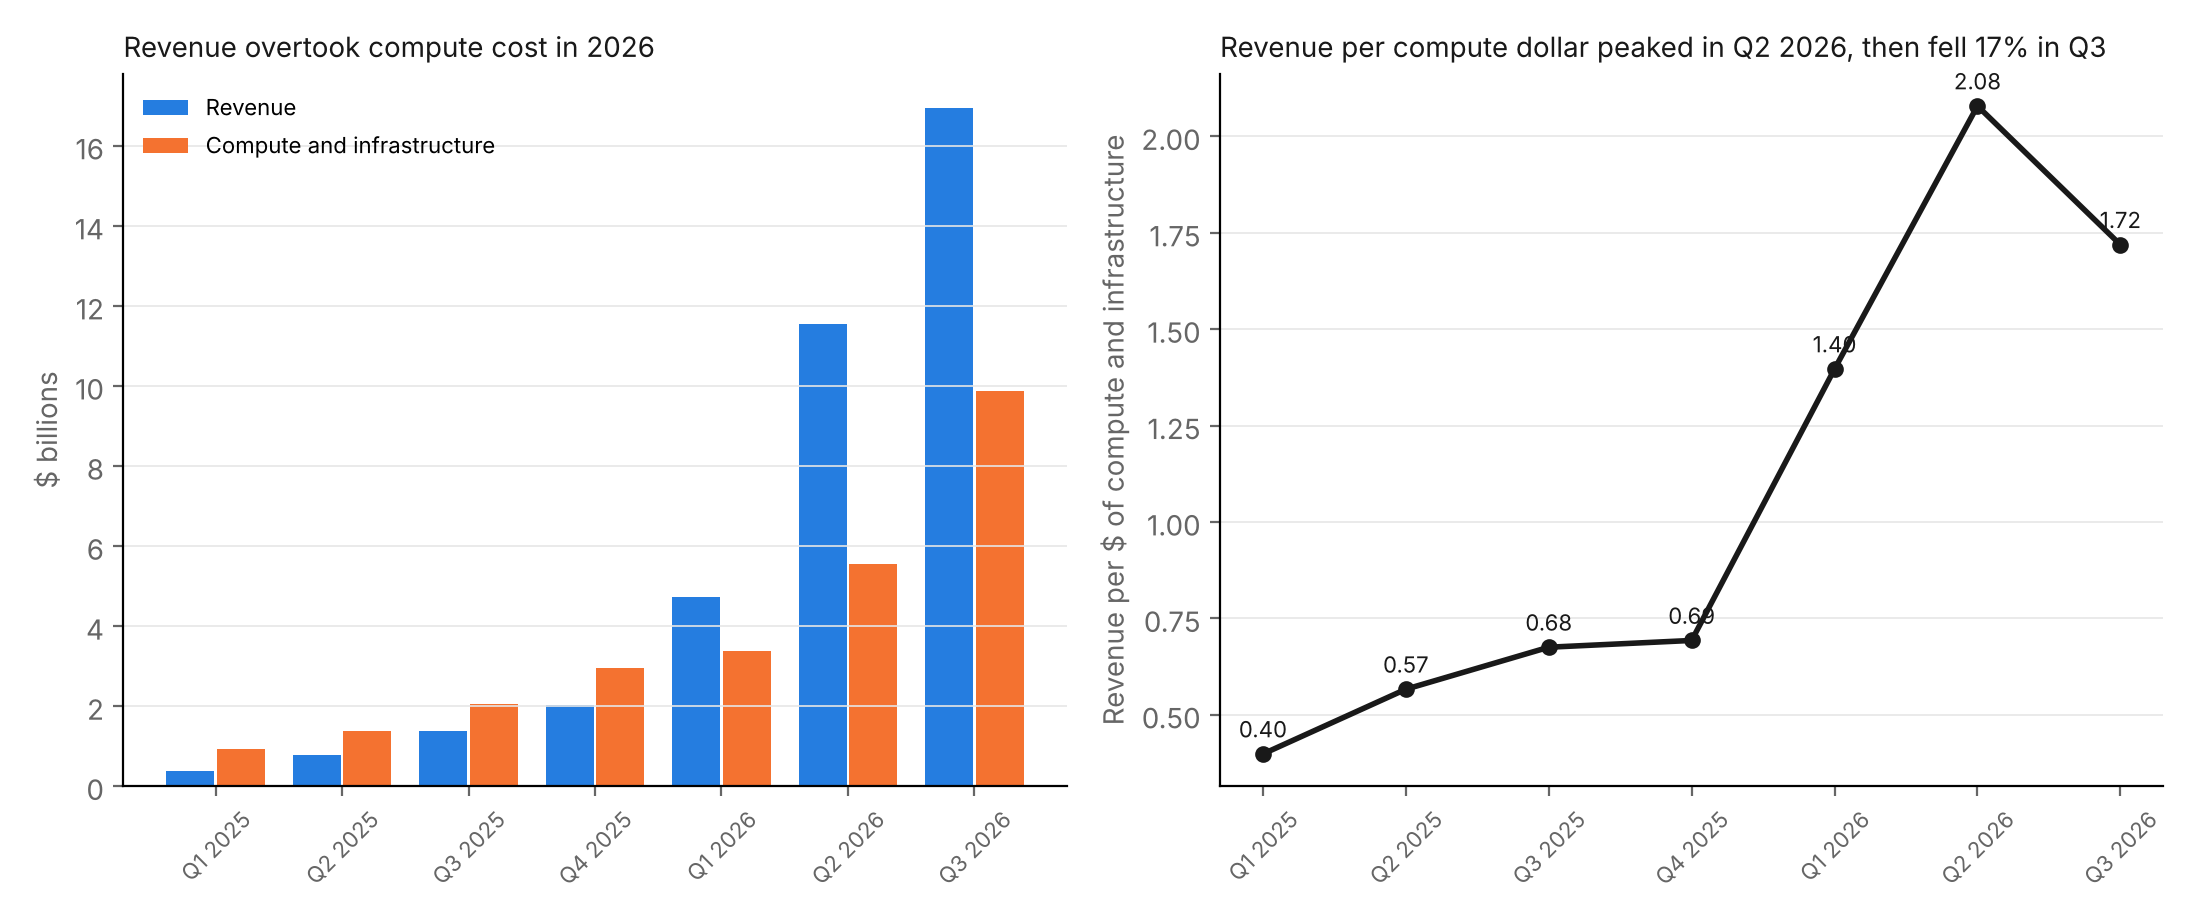 Revenue overtook compute cost in 2026
Revenue
Compute and infrastructure
$ billions
16
14
12
10
8
6
4
2
0
Q1 2025
Q2 2025
Q3 2025
Q4 2025
Q1 2026
Q2 2026
Q3 2026
Revenue per compute dollar peaked in Q2 2026, then fell 17% in Q3
Revenue per $ of compute and infrastructure
2.00
1.75
1.50
1.25
1.00
0.75
0.50
0.40
0.57
0.68
0.69
1.40
2.08
1.72
Q1 2025
Q2 2025
Q3 2025
Q4 2025
Q1 2026
Q2 2026
Q3 2026